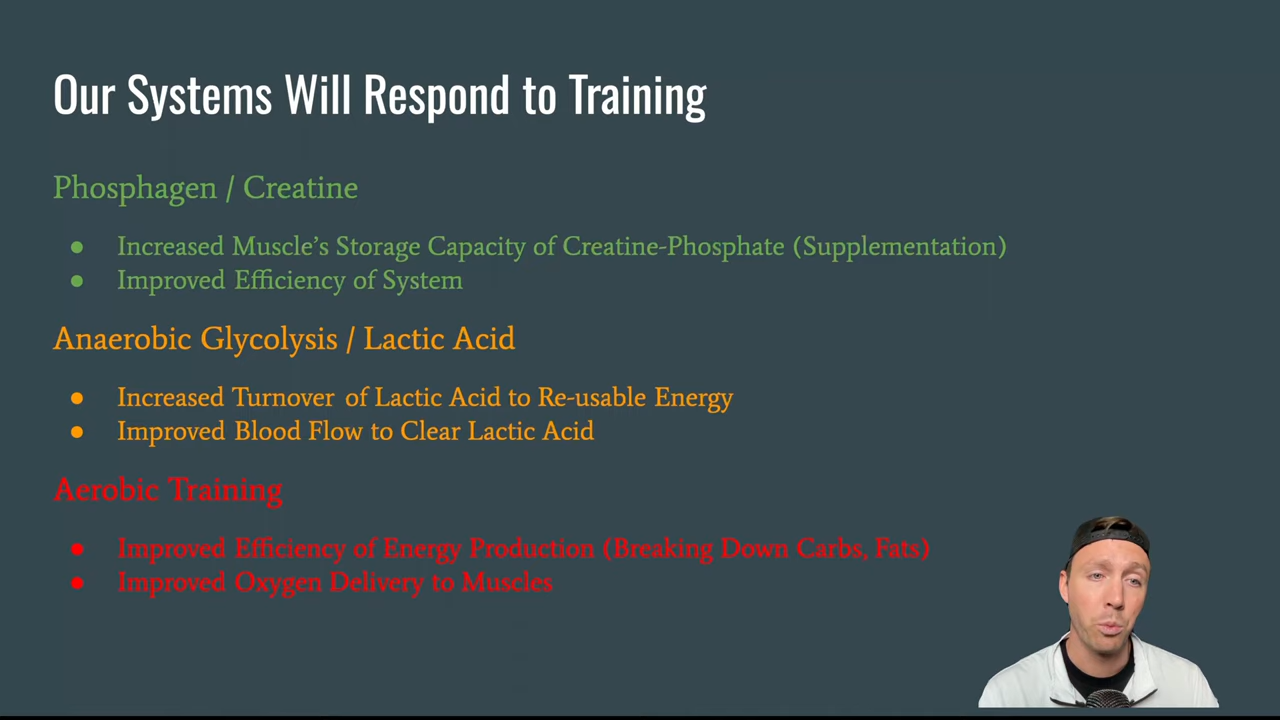 Our Systems Will Respond to Training
Phosphagen / Creatine
● Increased Muscle's Storage Capacity of Creatine-Phosphate (Supplementation)
● Improved Efficiency of System
Anaerobic Glycolysis / Lactic Acid
● Increased Turnover of Lactic Acid to Re-usable Energy
● Improved Blood Flow to Clear Lactic Acid
Aerobic Training
● Improved Efficiency of Energy Production (Breaking Down Carbs, Fats)
● Improved Oxygen Delivery to Muscles